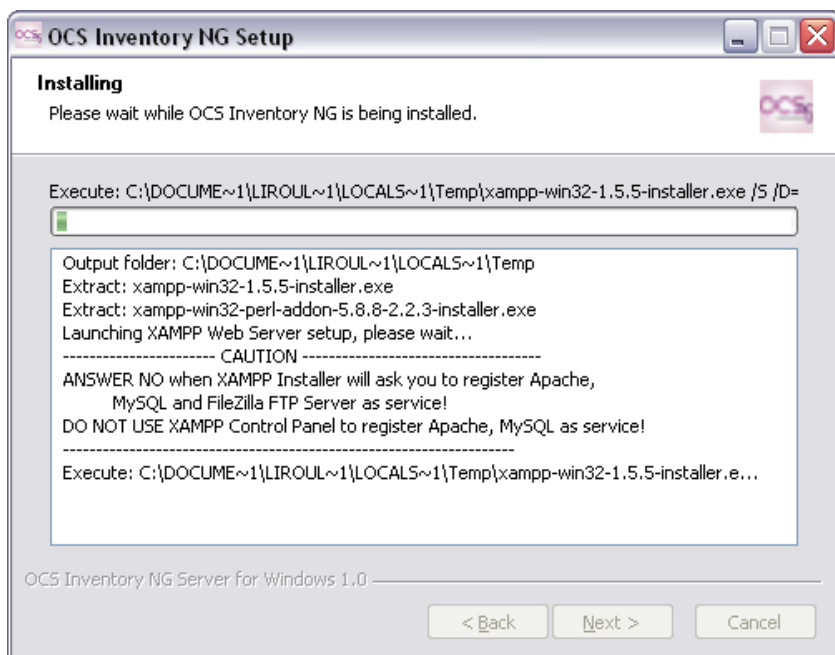 OCS Inventory NG Setup
Installing
Please wait while OCS Inventory NG is being installed.
Execute: C:\DOCUME~1\LIROUL~1\LOCALS~1\Temp\xampp-win32-1.5.5-installer.exe /S /D=
Output folder: C:\DOCUME~1\LIROUL~1\LOCALS~1\Temp
Extract: xampp-win32-1.5.5-installer.exe
Extract: xampp-win32-perl-addon-5.8.8-2.2.3-installer.exe
Launching XAMPP Web Server setup, please wait...
----------------------- CAUTION ------------------------------------
ANSWER NO when XAMPP Installer will ask you to register Apache,
MySQL and FileZilla FTP Server as service!
DO NOT USE XAMPP Control Panel to register Apache, MySQL as service!
--------------------------------------------------------------------
Execute: C:\DOCUME~1\LIROUL~1\LOCALS~1\Temp\xampp-win32-1.5.5-installer.e...
OCS Inventory NG Server for Windows 1.0
< Back Next > Cancel